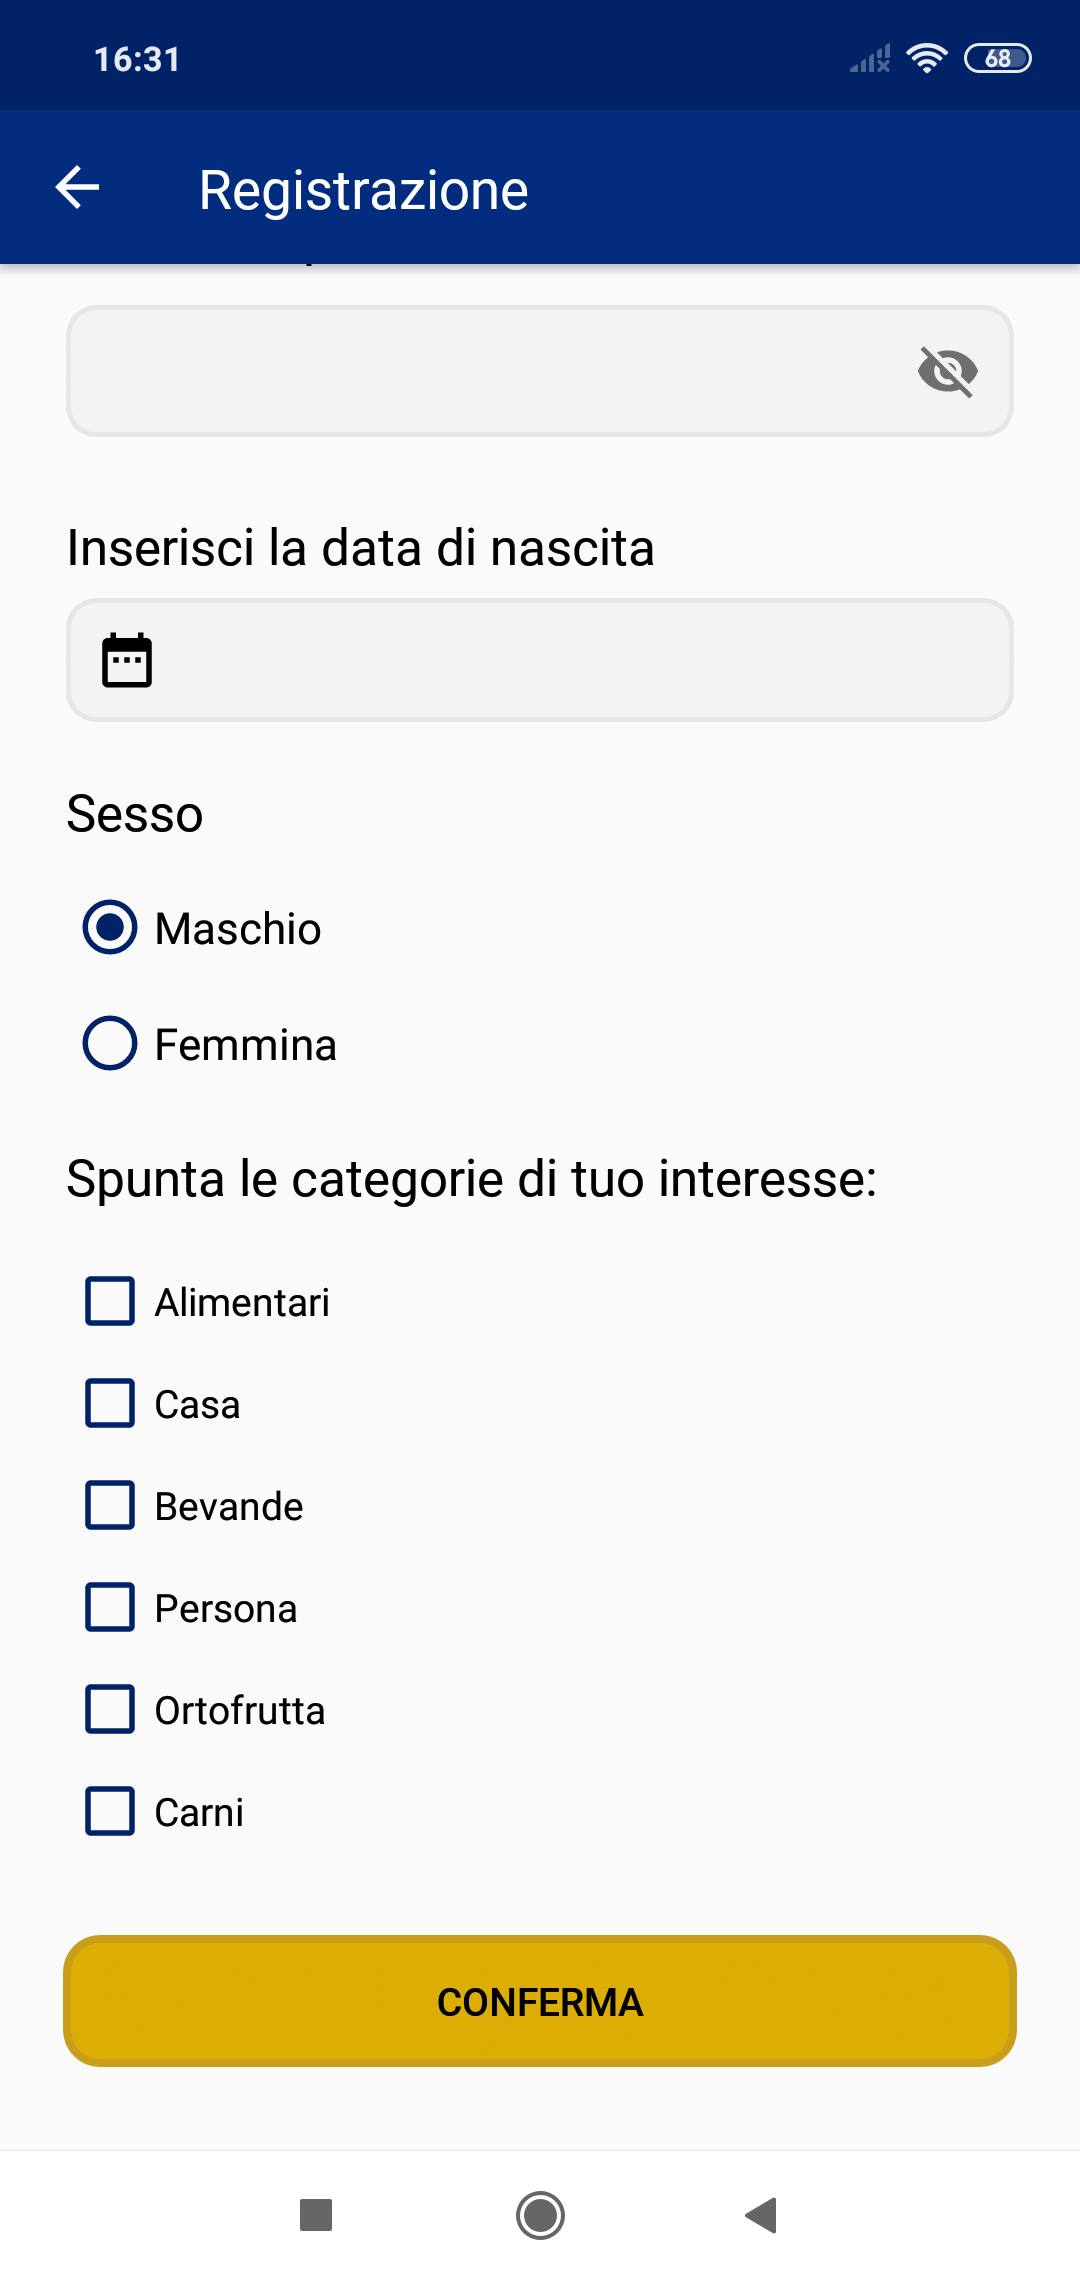 16:31
68
Registrazione
Inserisci la data di nascita
Sesso
Maschio
Femmina
Spunta le categorie di tuo interesse:
Alimentari
Casa
Bevande
Persona
Ortofrutta
Carni
CONFERMA